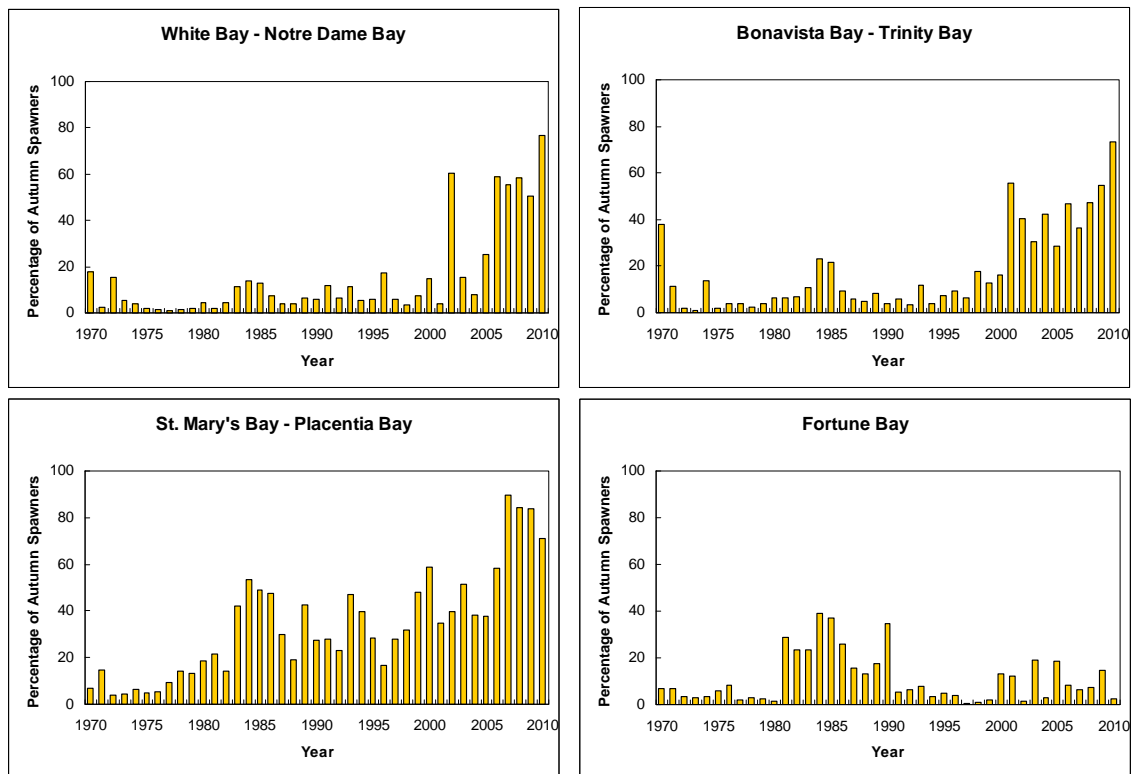 White Bay - Notre Dame Bay
Percentage of Autumn Spawners
100
80
60
40
20
0
1970 1975 1980 1985 1990 1995 2000 2005 2010
Year
Bonavista Bay - Trinity Bay
Percentage of Autumn Spawners
100
80
60
40
20
0
1970 1975 1980 1985 1990 1995 2000 2005 2010
Year
St. Mary's Bay - Placentia Bay
Percentage of Autumn Spawners
100
80
60
40
20
0
1970 1975 1980 1985 1990 1995 2000 2005 2010
Year
Fortune Bay
Percentage of Autumn Spawners
100
80
60
40
20
0
1970 1975 1980 1985 1990 1995 2000 2005 2010
Year